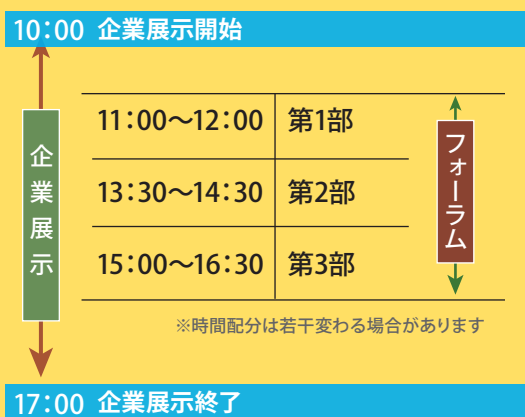 10:00 企業展示開始
企業展示
11:00～12:00 第1部
13:30～14:30 第2部
15:00～16:30 第3部
フォーラム
※時間配分は若干変わる場合があります
17:00 企業展示終了